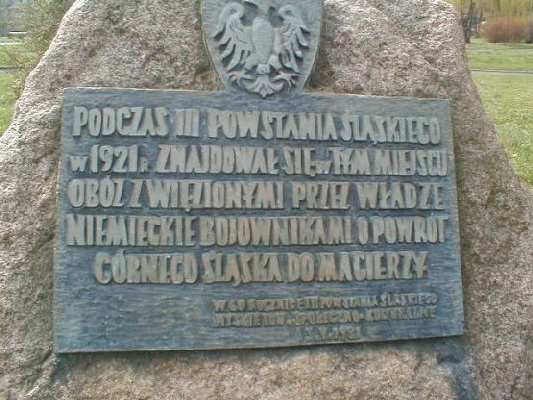 PODCZAS III POWSTANIA ŚLĄSKIEGO
W 1921 R. ZNAJDOWAŁ SIĘ W TYM MIEJSCU
OBÓZ Z WIĘZIONYMI PRZEZ WŁADZE
NIEMIECKIE BOJOWNIKAMI O POWRÓT
GÓRNEGO ŚLĄSKA DO MACIERZY.
W 60 ROCZNICĘ III POWSTANIA ŚLĄSKIEGO